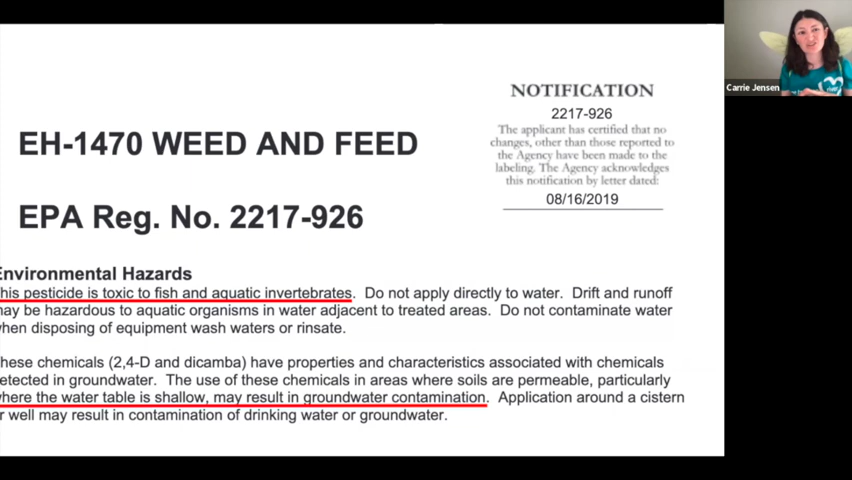 EH-1470 WEED AND FEED
EPA Reg. No. 2217-926
NOTIFICATION
2217-926
The applicant has certified that no
changes, other than those reported to
the Agency have been made to the
labeling. The Agency acknowledges
this notification by letter dated:
08/16/2019
Carrie Jensen
nvironmental Hazards
his pesticide is toxic to fish and aquatic invertebrates. Do not apply directly to water. Drift and runoff
may be hazardous to aquatic organisms in water adjacent to treated areas. Do not contaminate water
when disposing of equipment wash waters or rinsate.
hese chemicals (2,4-D and dicamba) have properties and characteristics associated with chemicals
etected in groundwater. The use of these chemicals in areas where soils are permeable, particularly
where the water table is shallow, may result in groundwater contamination. Application around a cistern
r well may result in contamination of drinking water or groundwater.